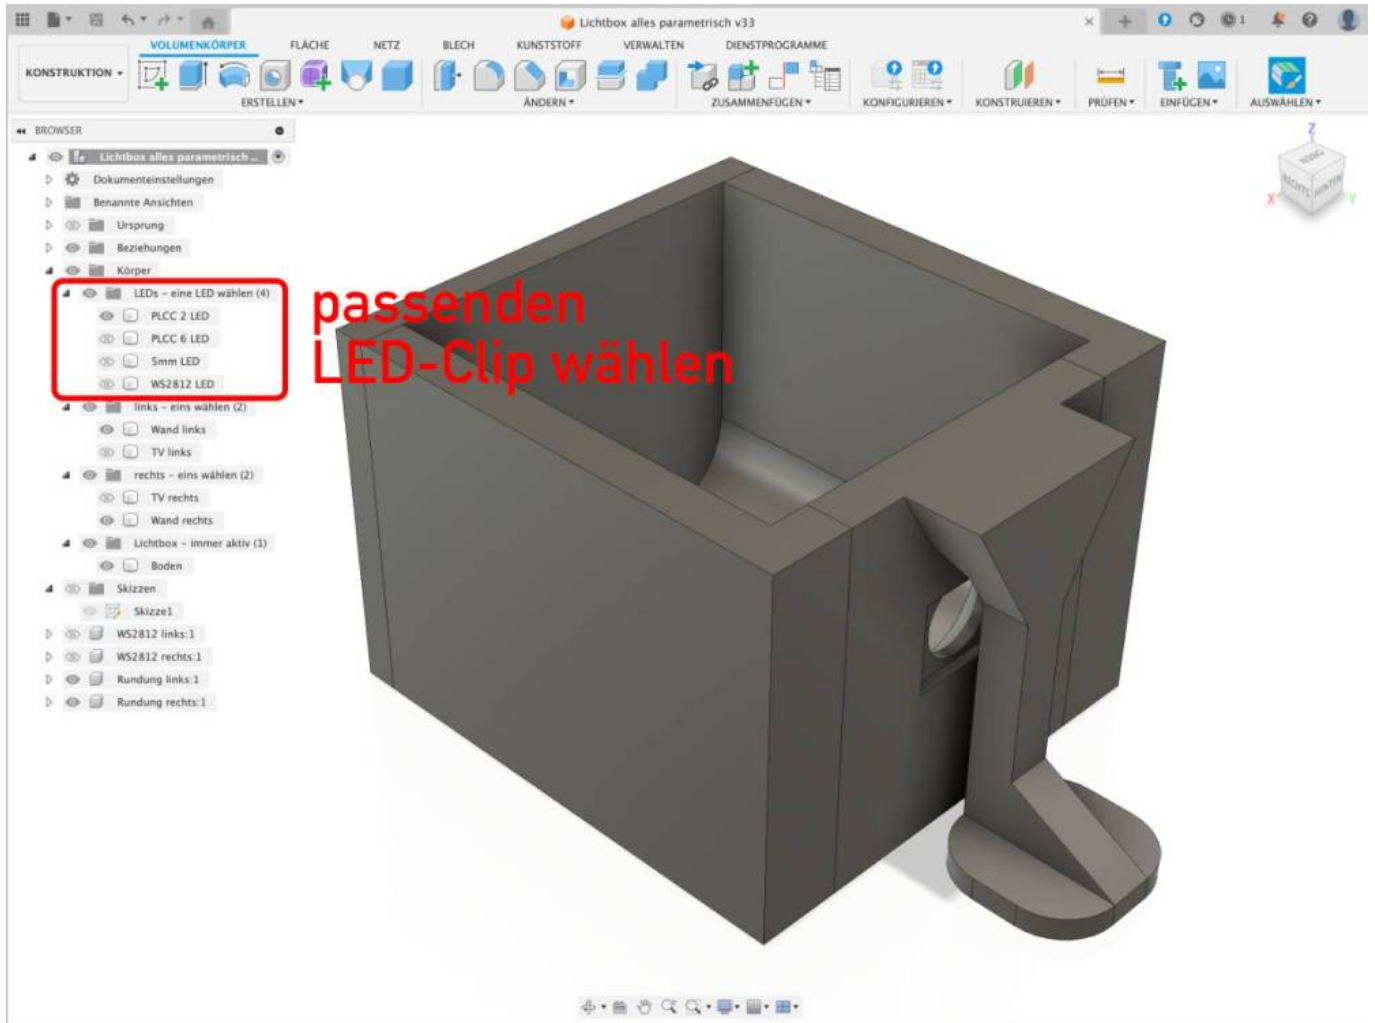 Lichtbox alles parametrisch v33
1
VOLUMENKÖRPER FLÄCHE NETZ BLECH KUNSTSTOFF VERWALTEN DIENSTPROGRAMME
KONSTRUKTION
ERSTELLEN ÄNDERN ZUSAMMENFÜGEN KONFIGURIEREN KONSTRUIEREN PRÜFEN EINFÜGEN AUSWÄHLEN
BROWSER
Lichtbox alles parametrisch ...
Dokumenteinstellungen
Benannte Ansichten
Ursprung
Beziehungen
Körper
LEDs - eine LED wählen (4)
PLCC 2 LED
PLCC 6 LED
5mm LED
WS2812 LED
links - eins wählen (2)
Wand links
TV links
rechts - eins wählen (2)
TV rechts
Wand rechts
Lichtbox - immer aktiv (1)
Boden
Skizzen
Skizze1
WS2812 links:1
WS2812 rechts:1
Rundung links:1
Rundung rechts:1
passenden
LED-Clip wählen
Z
RECHTS HINTEN
X Y